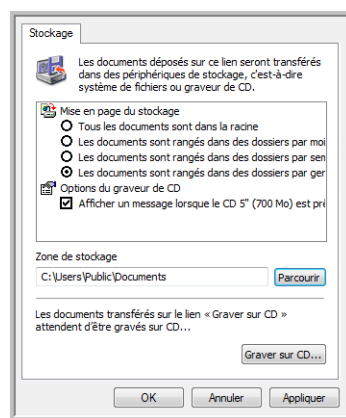 Stockage
Les documents déposés sur ce lien seront transférés
dans des périphériques de stockage, c'est-à-dire
système de fichiers ou graveur de CD.
Mise en page du stockage
Tous les documents sont dans la racine
Les documents sont rangés dans des dossiers par moi
Les documents sont rangés dans des dossiers par sem
Les documents sont rangés dans des dossiers par ger
Options du graveur de CD
Afficher un message lorsque le CD 5" (700 Mo) est prê
Zone de stockage
C:\Users\Public\Documents
Parcourir
Les documents transférés sur le lien « Graver sur CD »
attendent d'être gravés sur CD...
Graver sur CD...
OK
Annuler
Appliquer